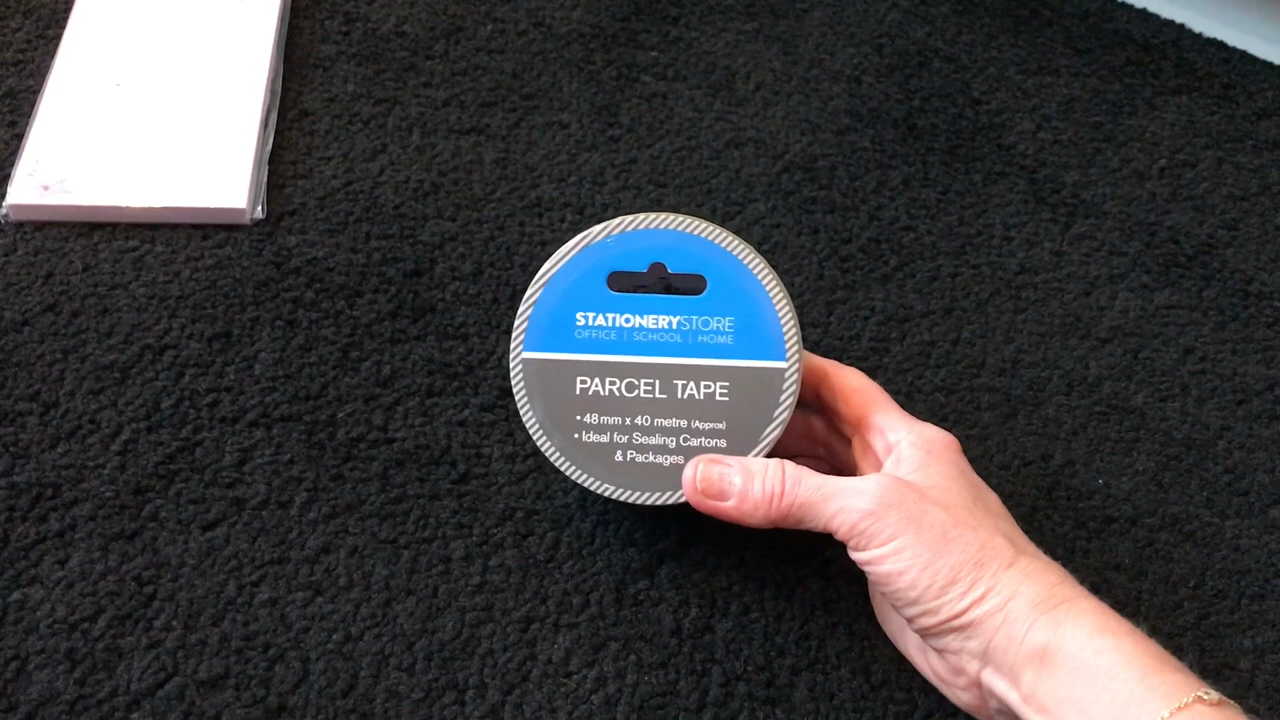 STATIONERYSTORE
OFFICE | SCHOOL | HOME
PARCEL TAPE
• 48mm x 40 metre (Approx)
• Ideal for Sealing Cartons
& Packages